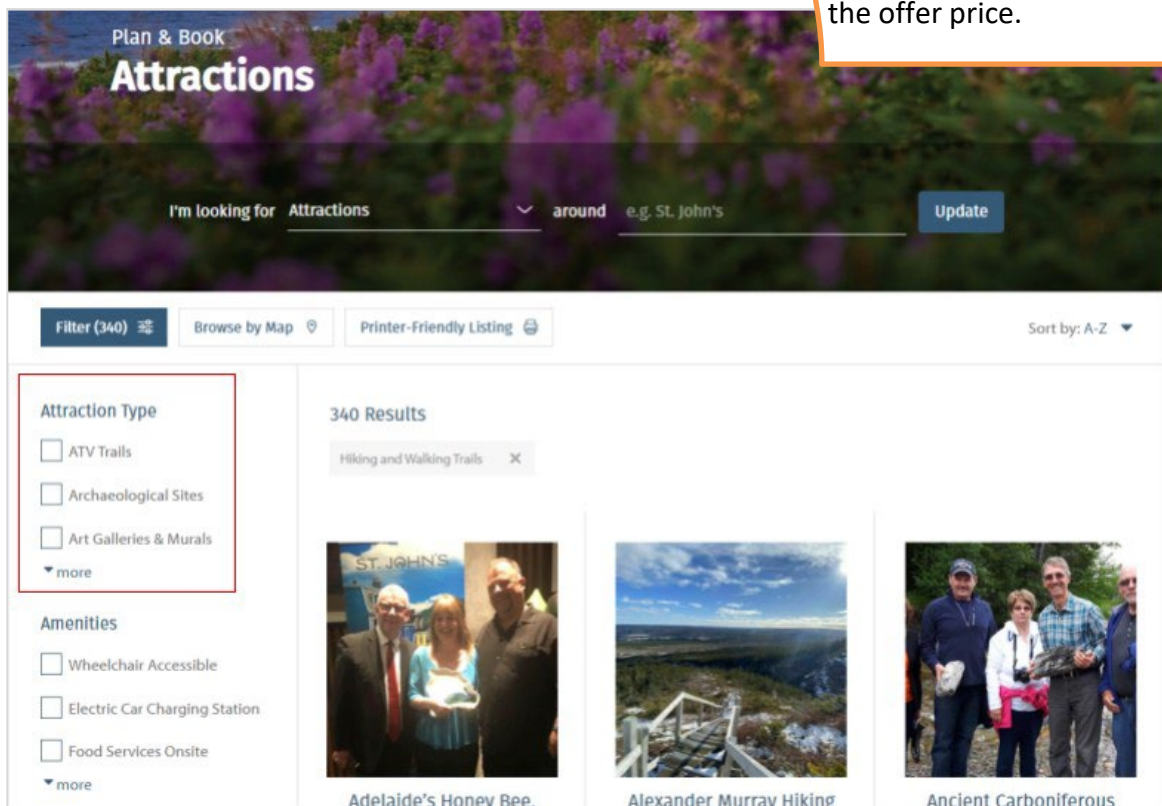 the offer price.
Plan & Book
Attractions
I'm looking for Attractions around e.g. St. John's Update
Filter (340) Browse by Map Printer-Friendly Listing Sort by: A-Z
Attraction Type
ATV Trails
Archaeological Sites
Art Galleries & Murals
more
340 Results
Hiking and Walking Trails ×
ST. JOHN'S
Amenities
Wheelchair Accessible
Electric Car Charging Station
Food Services Onsite
more
Adelaide's Honey Bee,
Alexander Murray Hiking
Ancient Carboniferous